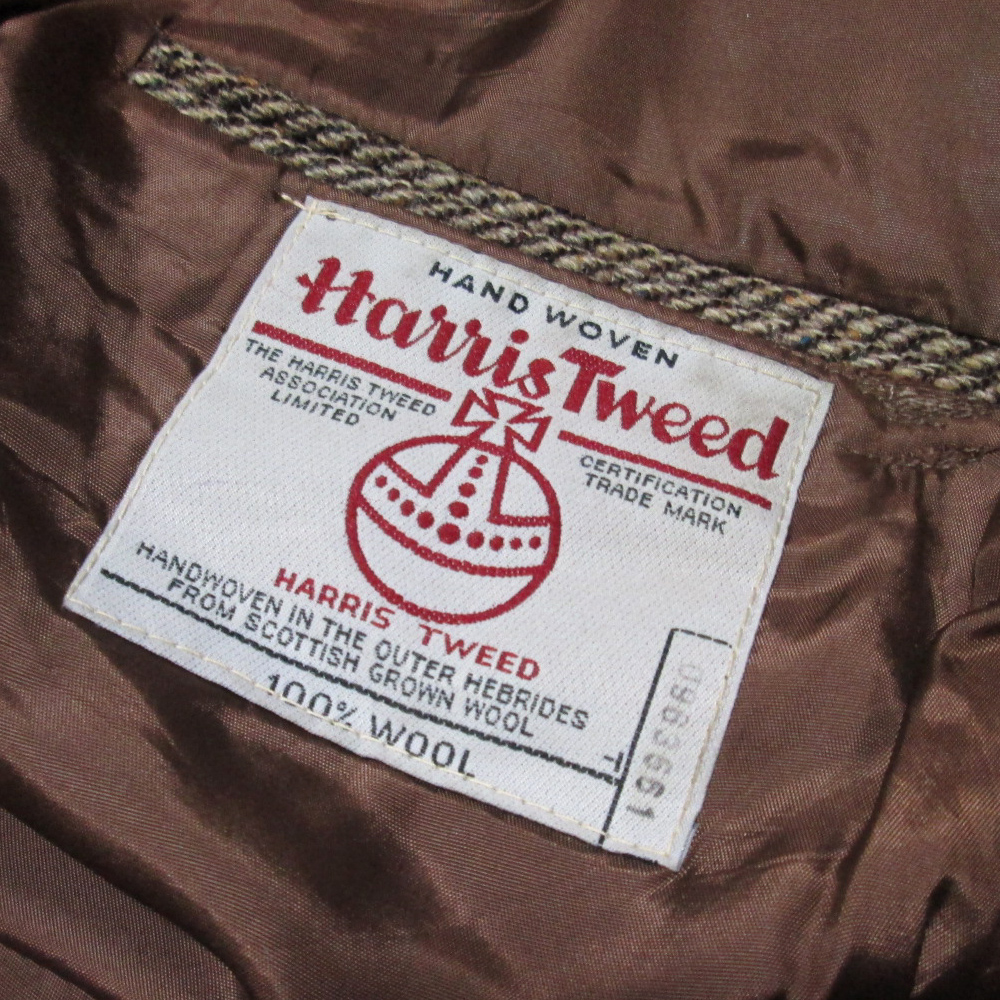 HAND WOVEN
Harris Tweed
THE HARRIS TWEED
ASSOCIATION
LIMITED
CERTIFICATION
TRADE MARK
HARRIS TWEED
HANDWOVEN IN THE OUTER HEBRIDES
FROM SCOTTISH GROWN WOOL
100% WOOL